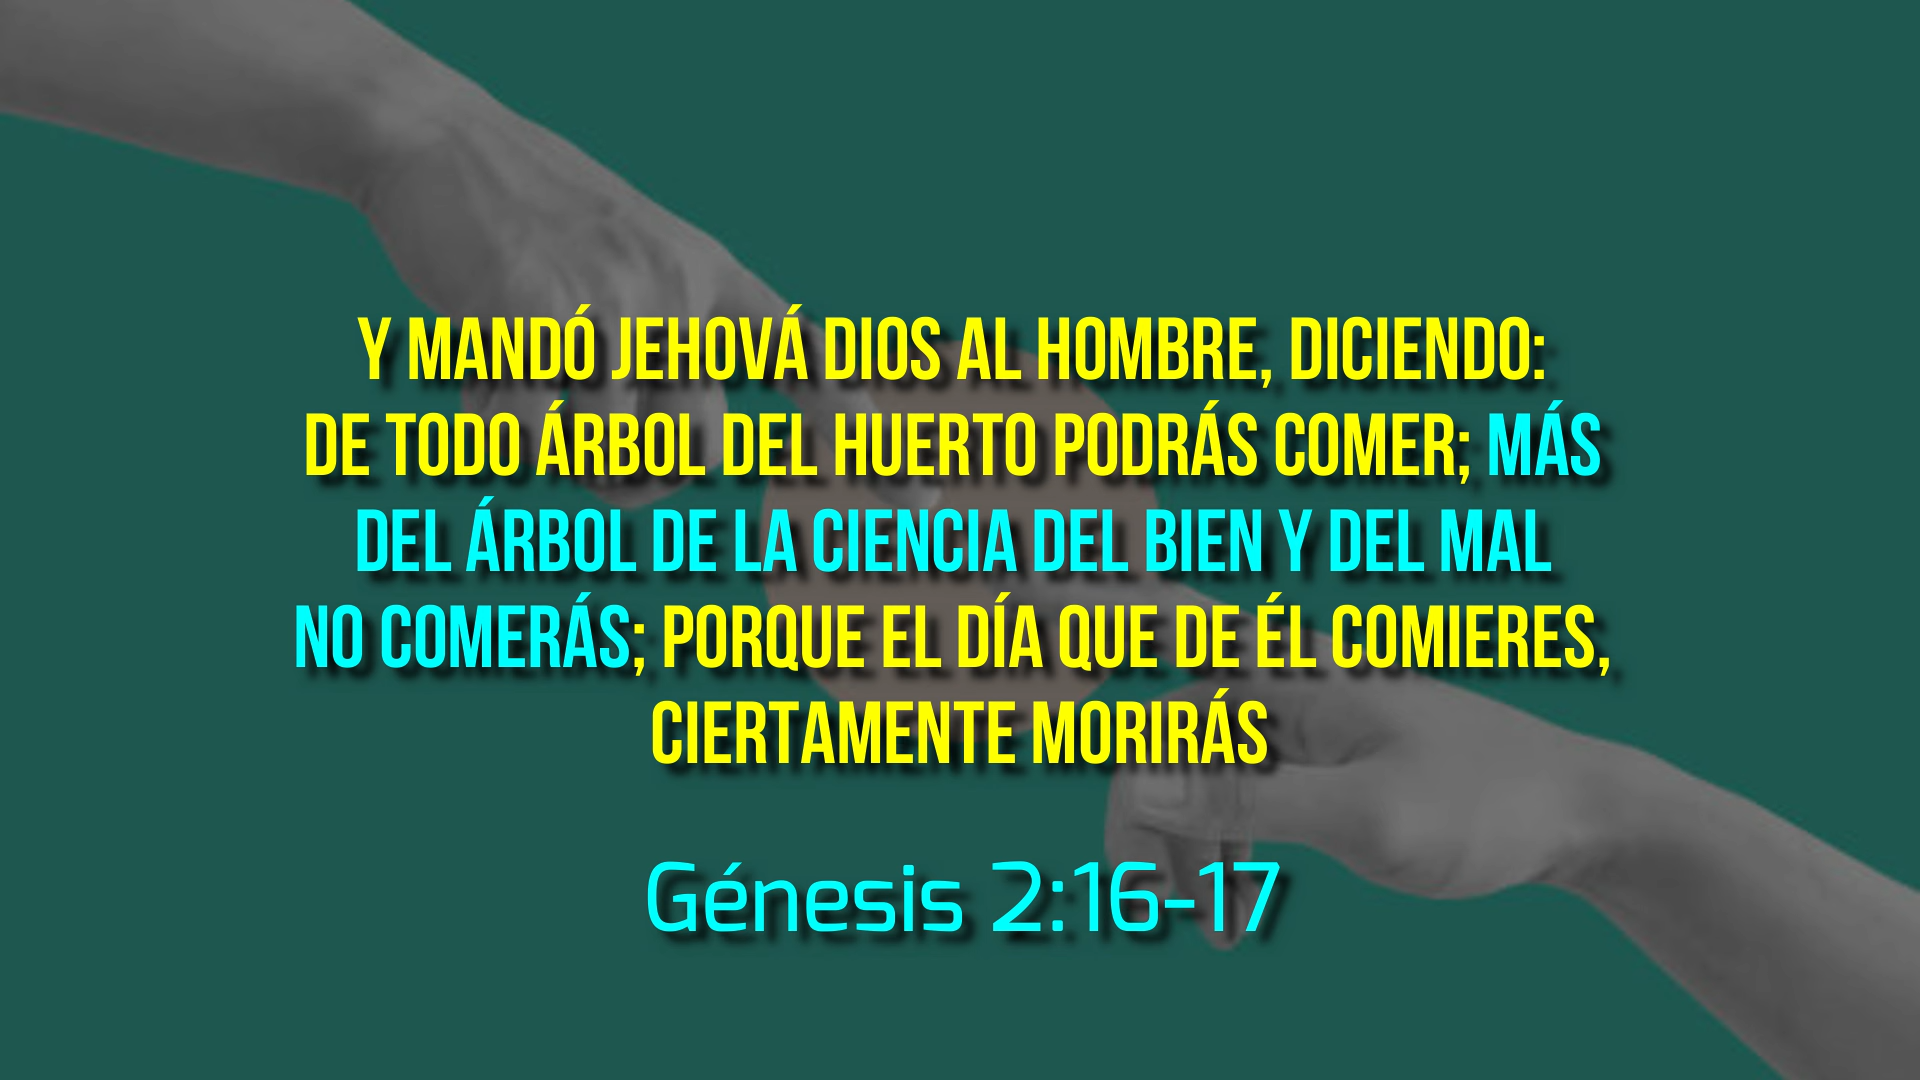 Y MANDÓ JEHOVÁ DIOS AL HOMBRE, DICIENDO:
DE TODO ÁRBOL DEL HUERTO PODRÁS COMER; MÁS
DEL ÁRBOL DE LA CIENCIA DEL BIEN Y DEL MAL
NO COMERÁS; PORQUE EL DÍA QUE DE ÉL COMIERES,
CIERTAMENTE MORIRÁS
Génesis 2:16-17